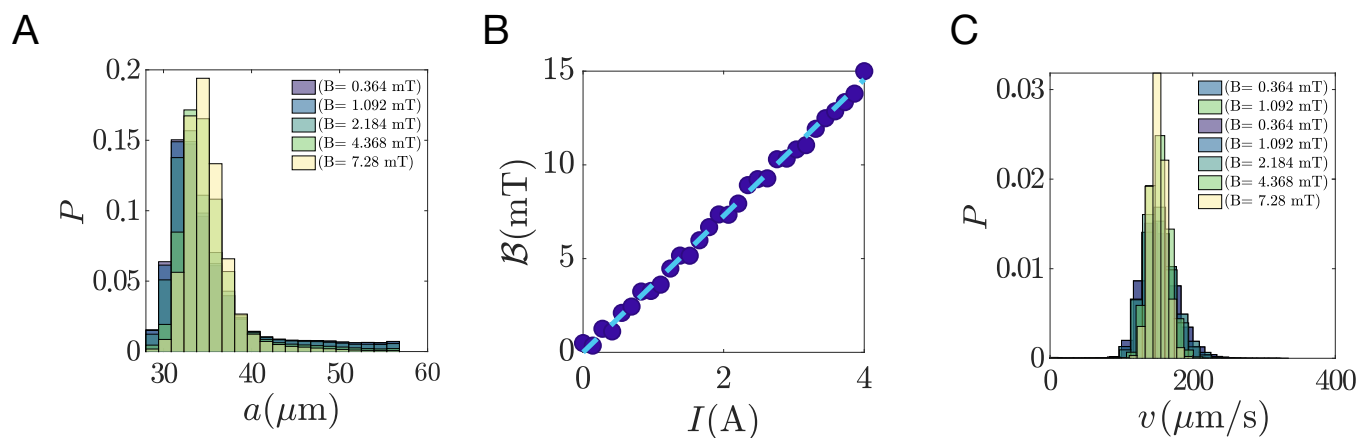 A
0.2
0.15
0.1
0.05
0
P
30
40
50
60
a(μm)
(B= 0.364 mT)
(B= 1.092 mT)
(B= 2.184 mT)
(B= 4.368 mT)
(B= 7.28 mT)
B
15
10
5
0
ℬ(mT)
0
2
4
I(A)
C
0.03
0.02
0.01
0
P
0
200
400
v(μm/s)
(B= 0.364 mT)
(B= 1.092 mT)
(B= 0.364 mT)
(B= 1.092 mT)
(B= 2.184 mT)
(B= 4.368 mT)
(B= 7.28 mT)